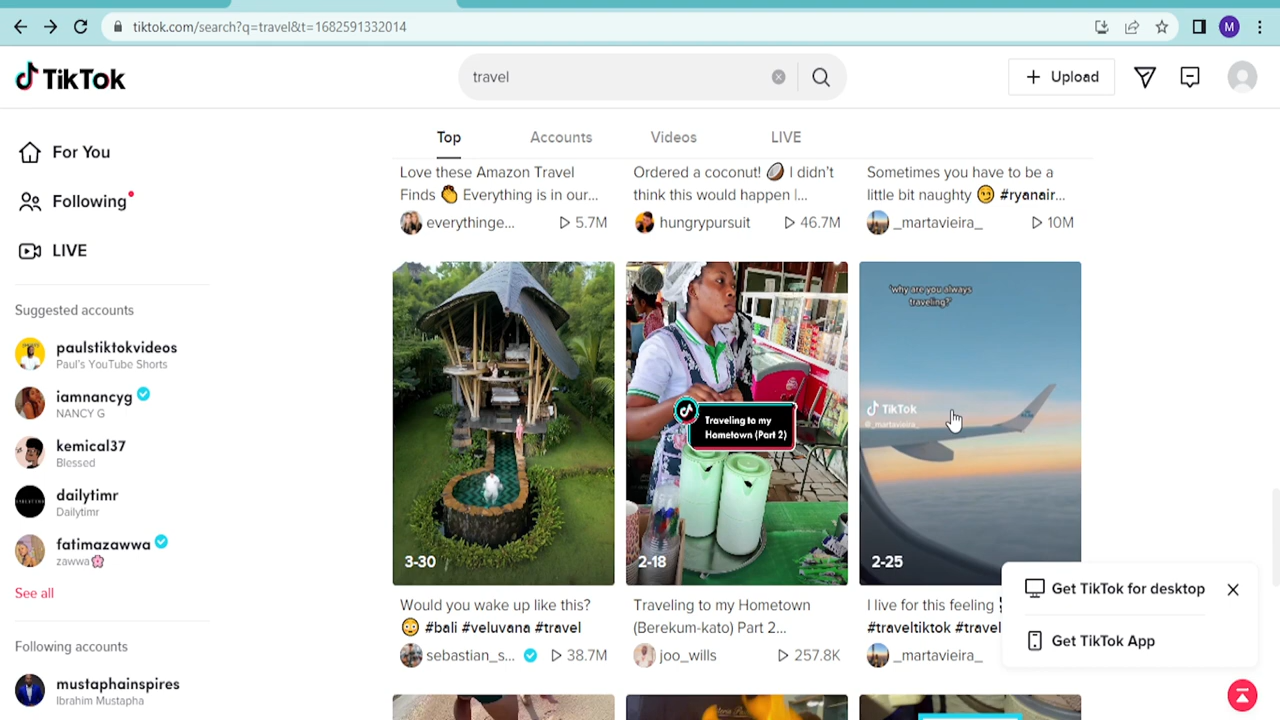 tiktok.com/search?q=travel&t=1682591332014
M
TikTok
travel
Upload
For You
Following
LIVE
Suggested accounts
paulstiktokvideos
Paul's YouTube Shorts
iamnancyg
NANCY G
kemical37
Blessed
dailytimr
Dailytimr
fatimazawwa
zawwa🌸
See all
Following accounts
mustaphainspires
Ibrahim Mustapha
Top Accounts Videos LIVE
Love these Amazon Travel
Finds 👏 Everything is in our...
everythinge... 5.7M
Ordered a coconut! 🥥 I didn't
think this would happen I...
hungrypursuit 46.7M
Sometimes you have to be a
little bit naughty 😏 #ryanair...
_martavieira_ 10M
3-30
Would you wake up like this?
😳 #bali #veluvana #travel
sebastian_s... 38.7M
Traveling to my
Hometown (Part 2)
2-18
Traveling to my Hometown
(Berekum-kato) Part 2...
joo_wills 257.8K
"why are you always
traveling?"
TikTok
@_martavieira_
2-25
I live for this feeling
#traveltiktok #travel
_martavieira_
Get TikTok for desktop
Get TikTok App